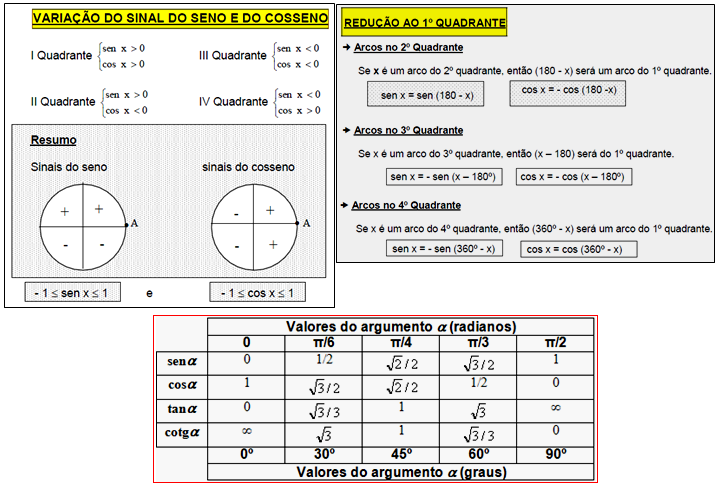 VARIAÇÃO DO SINAL DO SENO E DO COSSENO
I Quadrante { sen x > 0
cos x > 0
III Quadrante { sen x < 0
cos x < 0
II Quadrante { sen x > 0
cos x < 0
IV Quadrante { sen x < 0
cos x > 0
Resumo
Sinais do seno
sinais do cosseno
+ +
- -
A
- +
- +
A
- 1 ≤ sen x ≤ 1 e - 1 ≤ cos x ≤ 1
REDUÇÃO AO 1º QUADRANTE
→ Arcos no 2º Quadrante
Se x é um arco do 2º quadrante, então (180 - x) será um arco do 1º quadrante.
sen x = sen (180 - x) cos x = - cos (180 -x)
→ Arcos no 3º Quadrante
Se x é um arco do 3º quadrante, então (x – 180) será do 1º quadrante.
sen x = - sen (x – 180º) cos x = - cos (x – 180º)
→ Arcos no 4º Quadrante
Se x é um arco do 4º quadrante, então (360º - x) será um arco do 1º quadrante.
sen x = - sen (360º - x) cos x = cos (360º - x)
Valores do argumento α (radianos)
0 π/6 π/4 π/3 π/2
senα 0 1/2 √2/2 √3/2 1
cosα 1 √3/2 √2/2 1/2 0
tanα 0 √3/3 1 √3 ∞
cotgα ∞ √3 1 √3/3 0
0º 30º 45º 60º 90º
Valores do argumento α (graus)